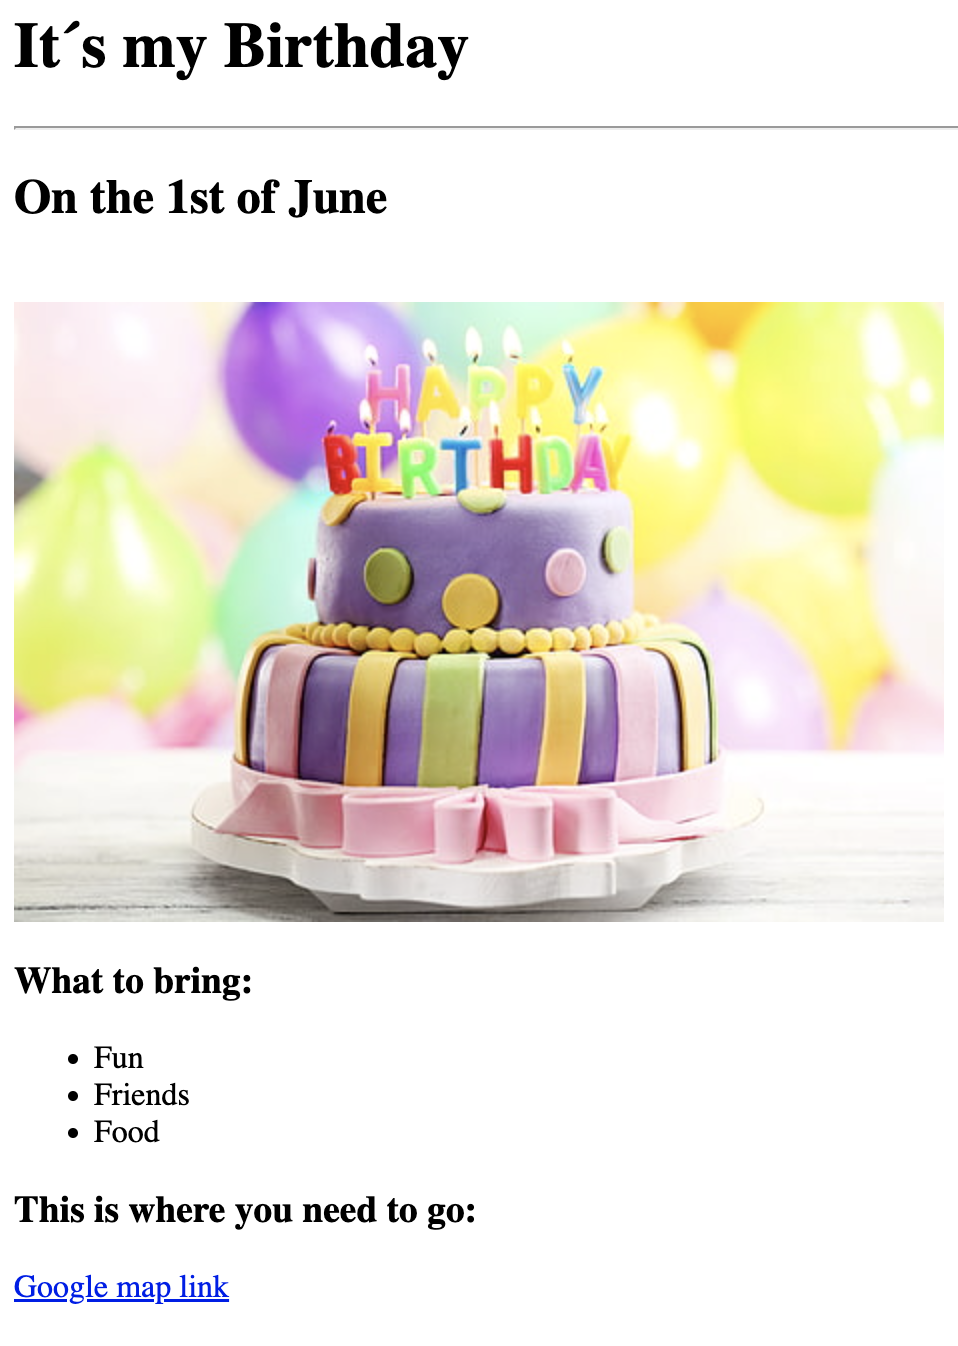 It´s my Birthday
On the 1st of June
HAPPY
BIRTHDAY
What to bring:
Fun
Friends
Food
This is where you need to go:
Google map link